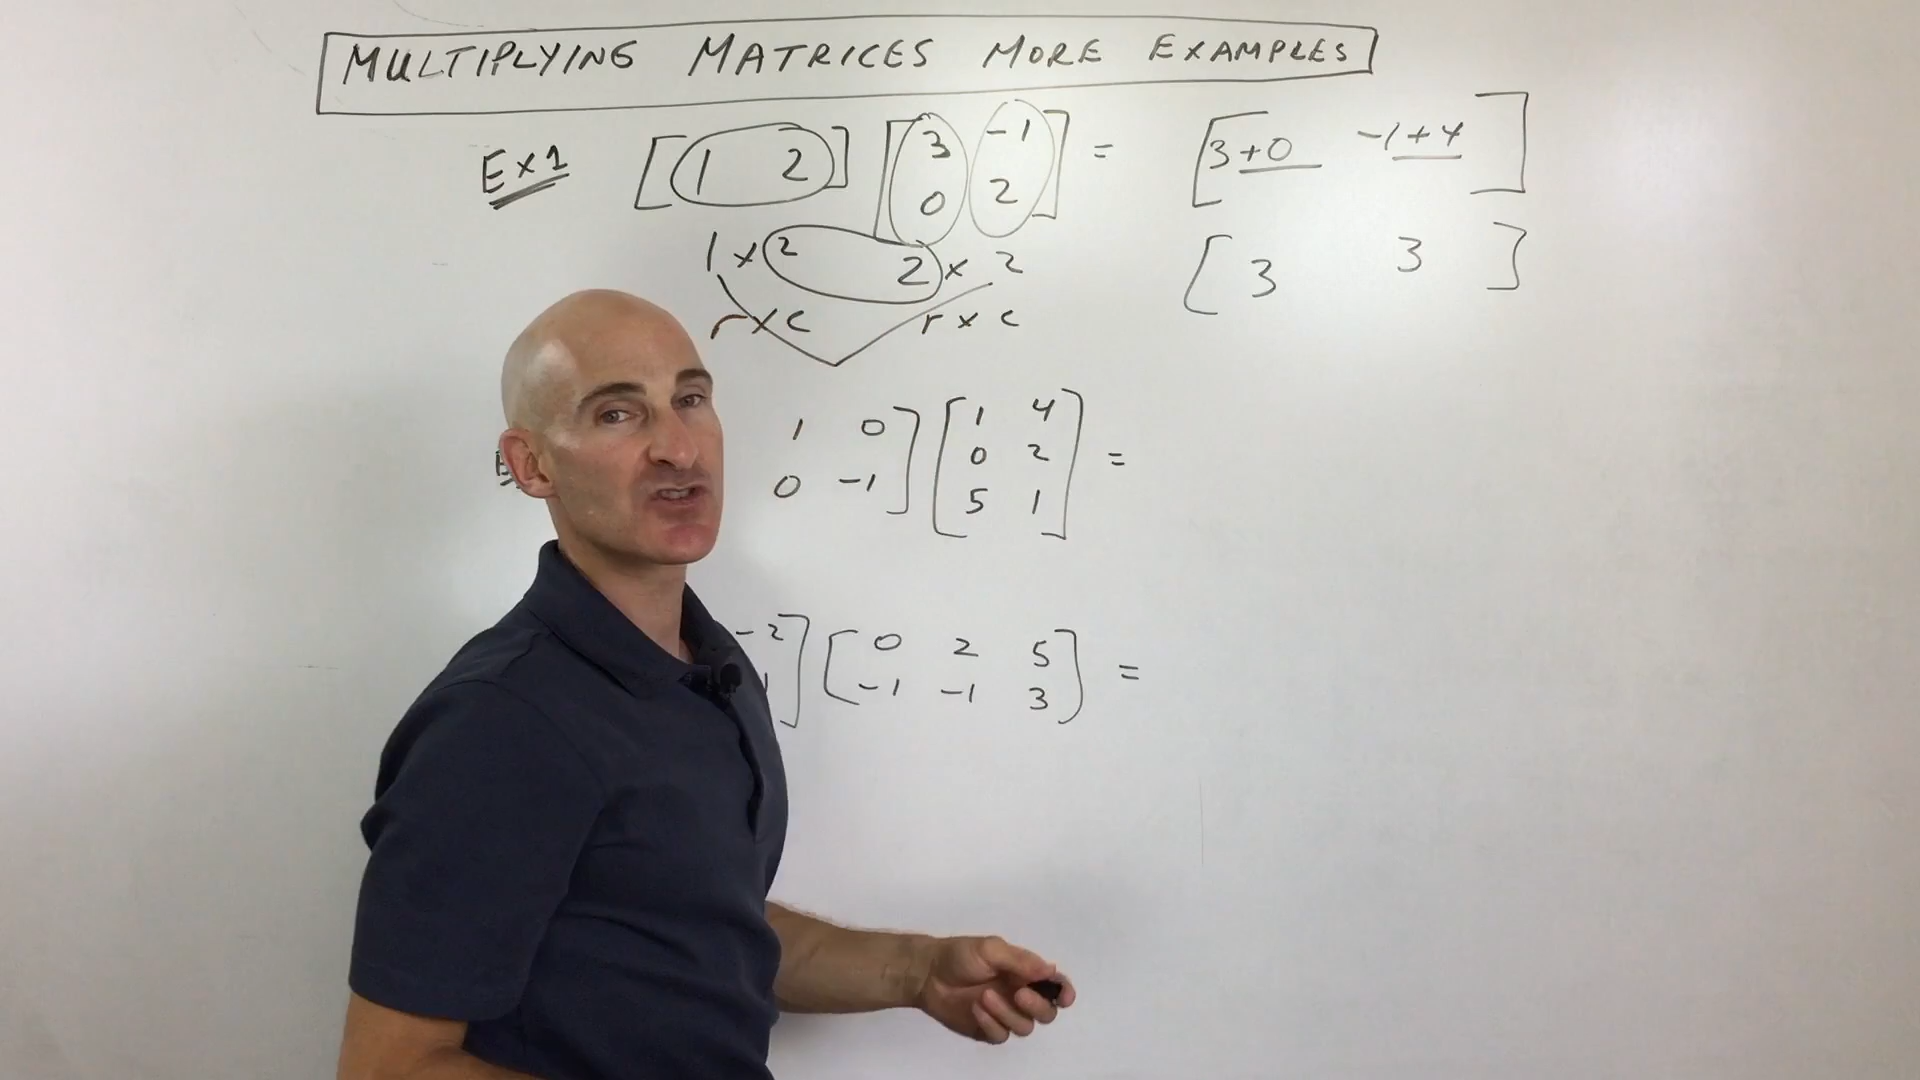 MULTIPLYING MATRICES MORE EXAMPLES
Ex1 [1 2] [3 -1 = [3+0 -1+4]
0 2]
1 x 2 2 x 2 [3 3]
r x c r x c
1 0] [1 4] =
0 2
0 -1 5 1
-2] [0 2 5] =
1 -1 -1 3